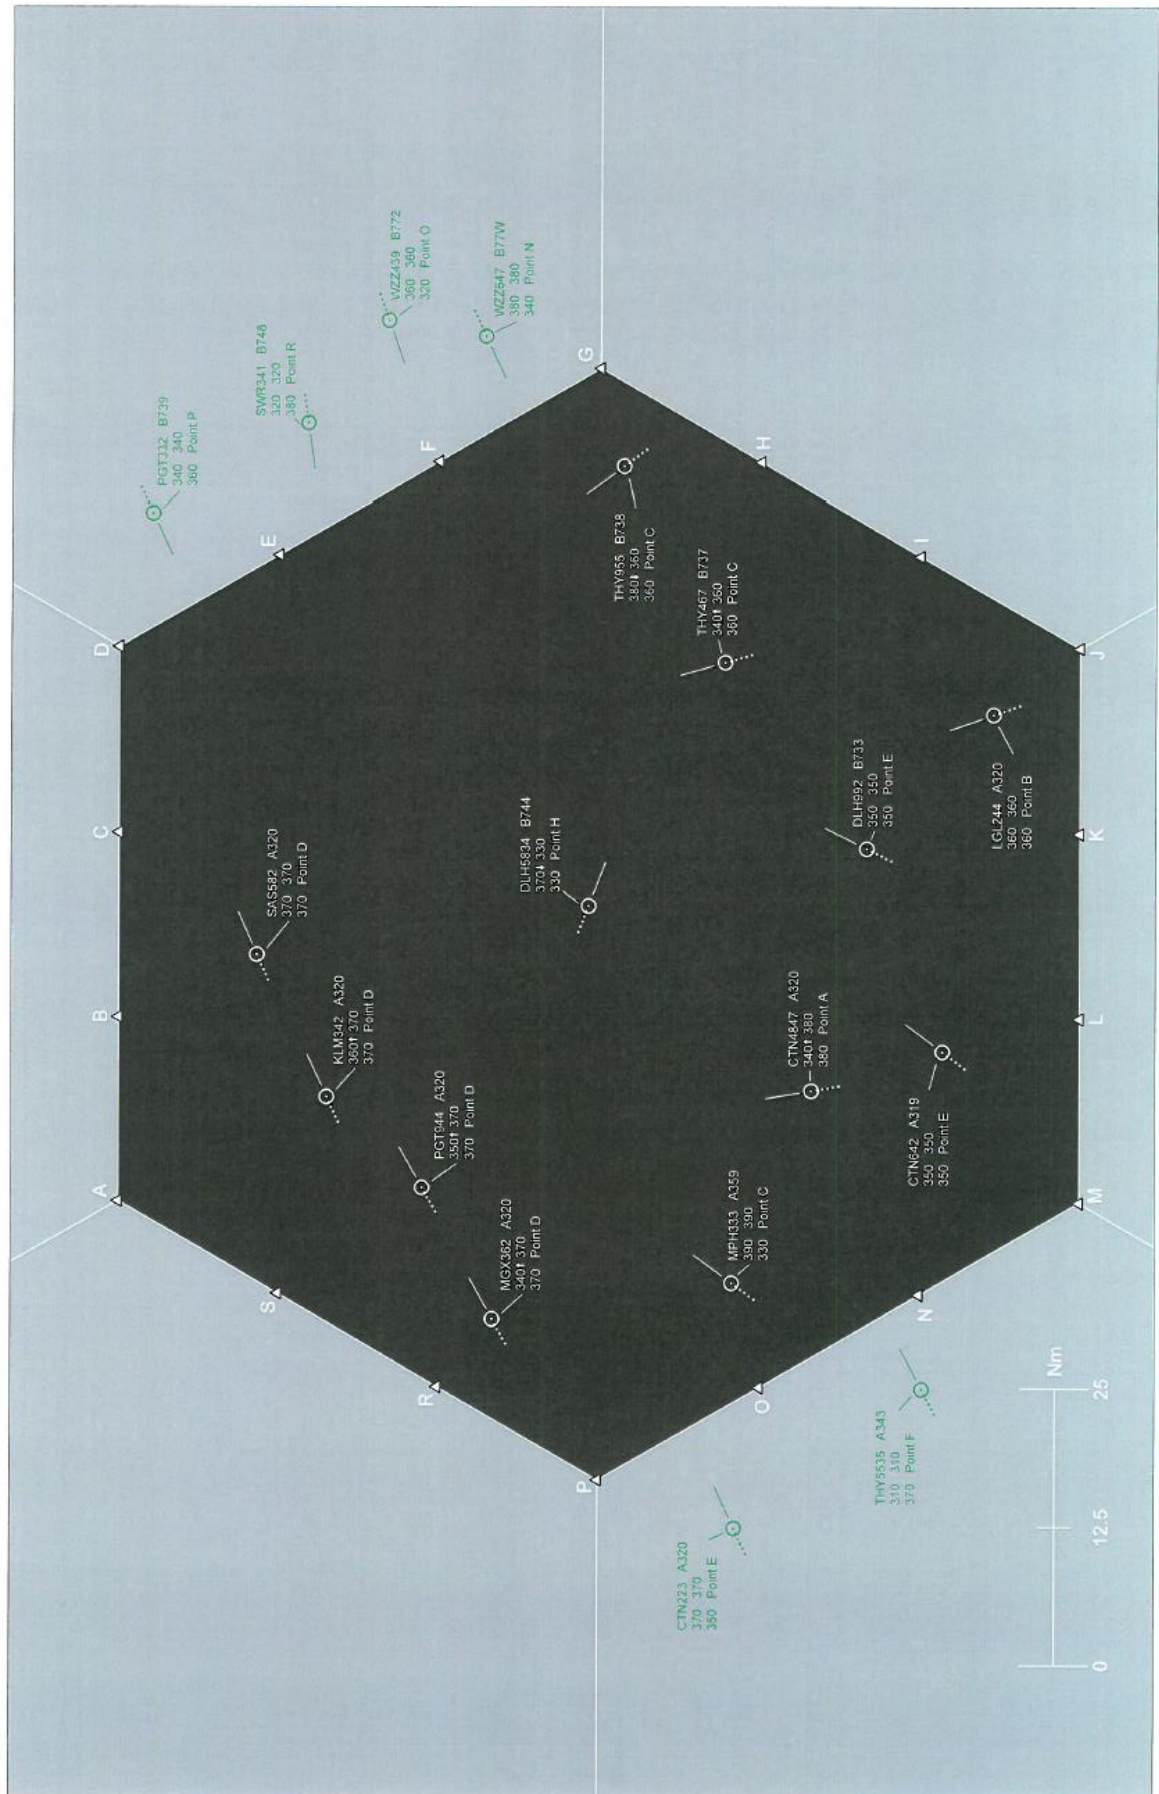 A
B
C
D
E
F
G
H
I
J
K
L
M
N
O
P
R
S
PGT332 B739
340 340
360 Point P
SWR341 B748
320 320
380 Point R
WZZ459 B772
360 360
320 Point O
WZZ647 B77W
380 380
340 Point N
SAS582 A320
370 370
370 Point D
KLM342 A320
360⬆ 370
370 Point D
PGT944 A320
350⬆ 370
370 Point D
MGX362 A320
340⬆ 370
370 Point D
DLH5834 B744
370⬇ 330
330 Point H
THY955 B738
380⬇ 360
360 Point C
THY467 B737
340⬆ 360
360 Point C
DLH992 B733
350 350
350 Point E
LGL244 A320
360 360
360 Point B
CTN4847 A320
340⬆ 380
380 Point A
CTN642 A319
350 350
350 Point E
MPH333 A359
390 390
330 Point C
CTN223 A320
370 370
Point E
THY5535 A343
310 310
370 Point F
Nm
0
12.5
25